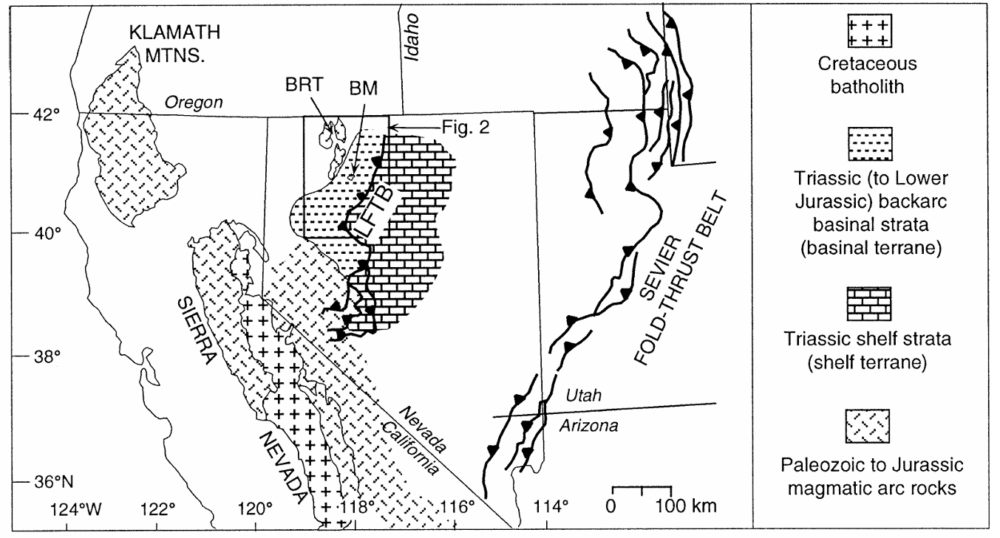 KLAMATH
MTNS.
Idaho
BRT
BM
Oregon
42°
Fig. 2
LFTB
40°
SEVIER
FOLD-THRUST BELT
SIERRA
38°
NEVADA
Nevada
California
Utah
Arizona
36°N
124°W
122°
120°
118°
116°
114°
0
100 km
Cretaceous
batholith
Triassic (to Lower
Jurassic) backarc
basinal strata
(basinal terrane)
Triassic shelf strata
(shelf terrane)
Paleozoic to Jurassic
magmatic arc rocks